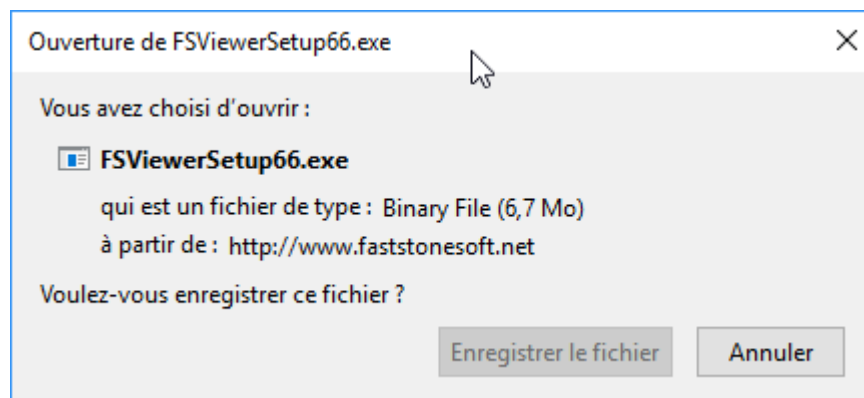 Ouverture de FSViewerSetup66.exe
Vous avez choisi d'ouvrir :
FSViewerSetup66.exe
qui est un fichier de type : Binary File (6,7 Mo)
à partir de : http://www.faststonesoft.net
Voulez-vous enregistrer ce fichier ?
Enregistrer le fichier Annuler